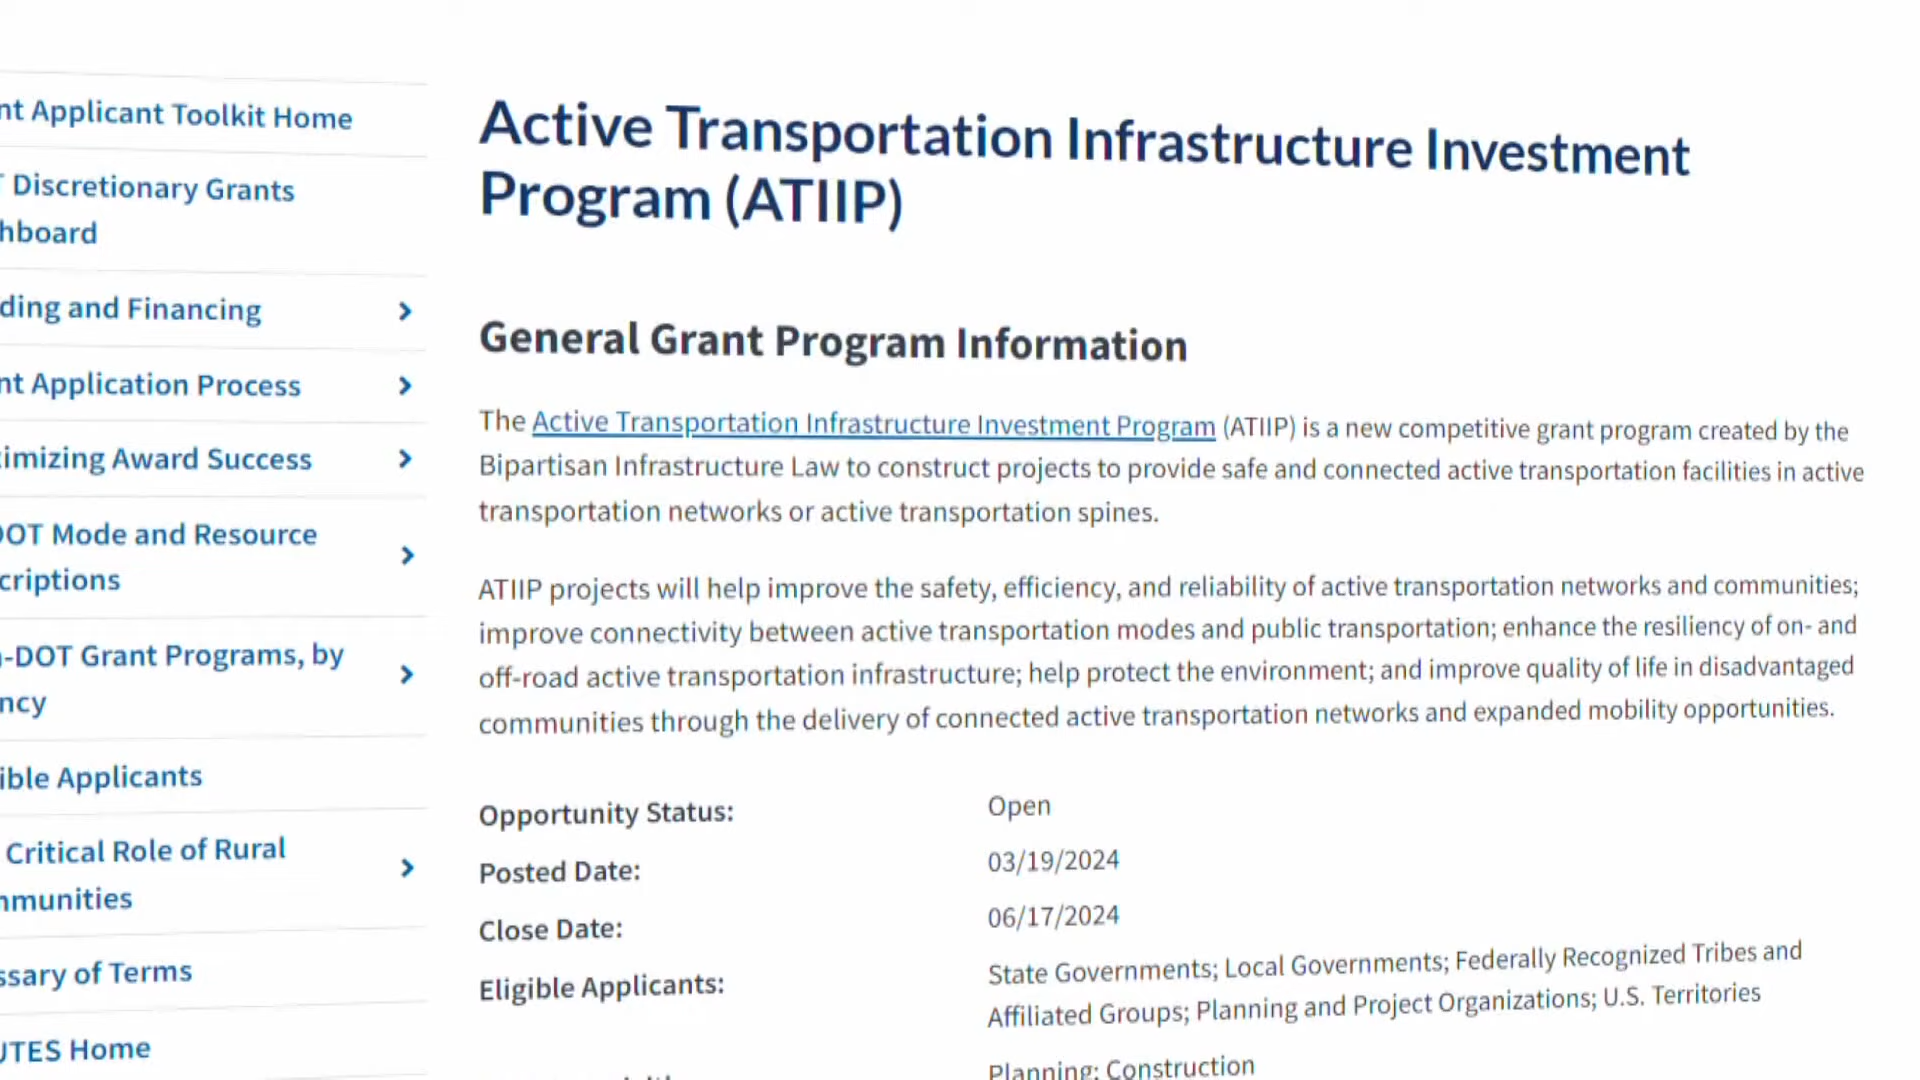 nt Applicant Toolkit Home
Discretionary Grants
hboard
ding and Financing
nt Application Process
imizing Award Success
OT Mode and Resource
criptions
-DOT Grant Programs, by
ncy
ible Applicants
Critical Role of Rural
mmunities
ssary of Terms
UTES Home
Active Transportation Infrastructure Investment
Program (ATIIP)
General Grant Program Information
The Active Transportation Infrastructure Investment Program (ATIIP) is a new competitive grant program created by the
Bipartisan Infrastructure Law to construct projects to provide safe and connected active transportation facilities in active
transportation networks or active transportation spines.
ATIIP projects will help improve the safety, efficiency, and reliability of active transportation networks and communities;
improve connectivity between active transportation modes and public transportation; enhance the resiliency of on- and
off-road active transportation infrastructure; help protect the environment; and improve quality of life in disadvantaged
communities through the delivery of connected active transportation networks and expanded mobility opportunities.
Opportunity Status: Open
Posted Date: 03/19/2024
Close Date: 06/17/2024
Eligible Applicants: State Governments; Local Governments; Federally Recognized Tribes and
Affiliated Groups; Planning and Project Organizations; U.S. Territories
Planning; Construction